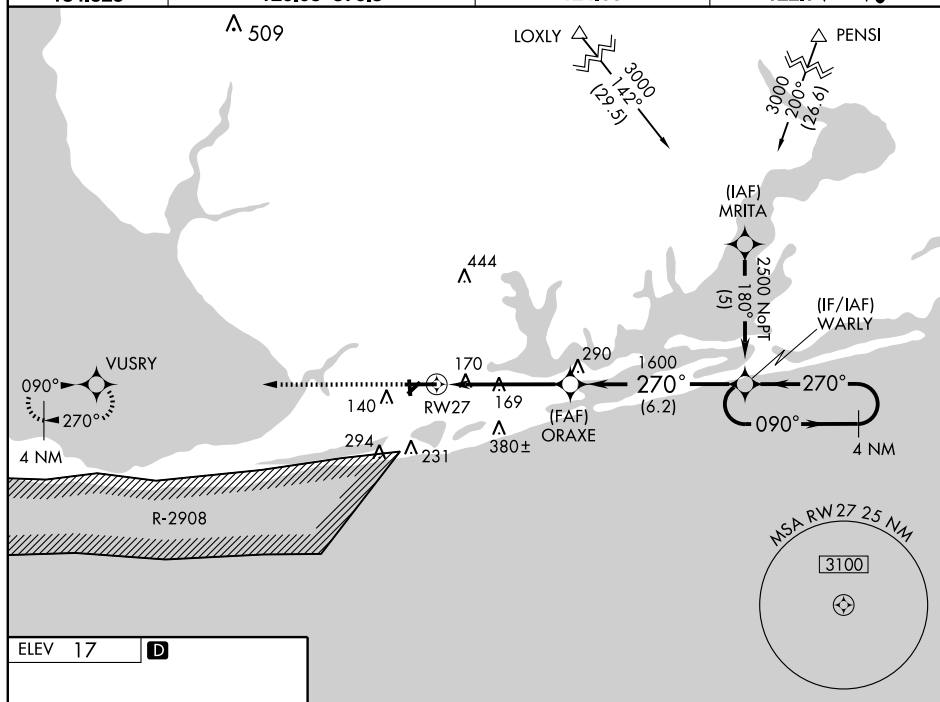 509
LOXLY
3000
142°
(29.5)
PENSI
3000
200°
(26.6)
(IAF)
MRITA
2500 NoPT
180°
(5)
(IF/IAF)
WARLY
444
VUSRY
090°
270°
4 NM
140
RW27
170
169
290
1600
270°
(6.2)
(FAF)
ORAXE
270°
090°
4 NM
294
231
380±
R-2908
MSA RW27 25 NM
3100
ELEV 17
D